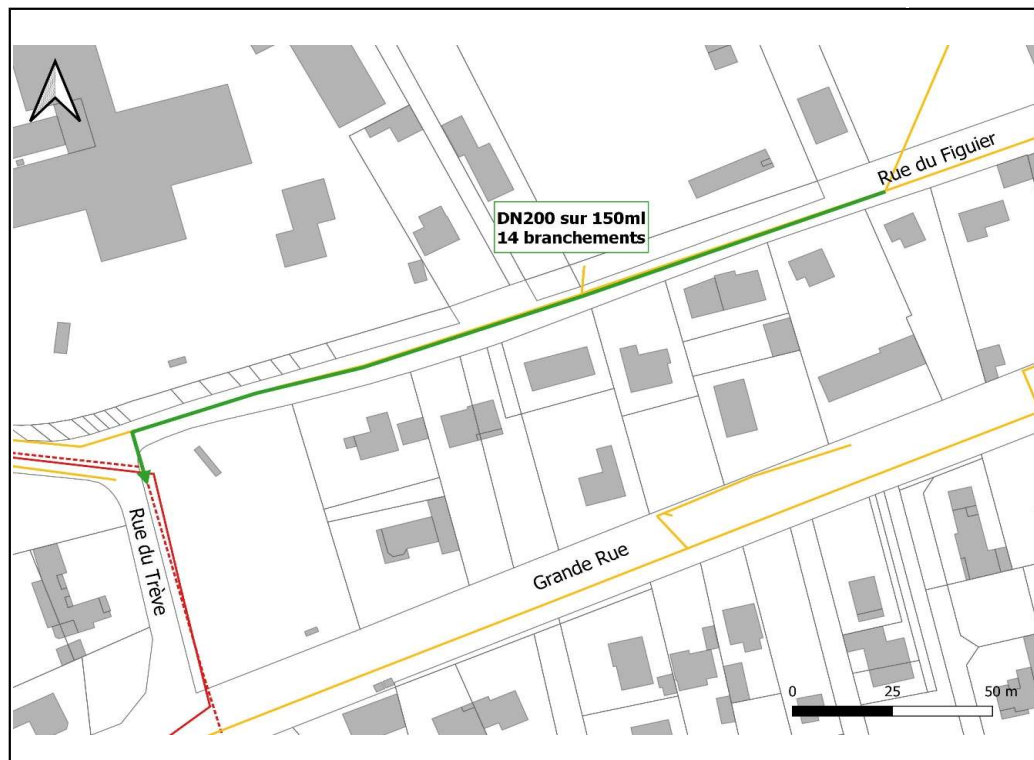 Rue du Figuier
DN200 sur 150ml
14 branchements
Rue du Trève
Grande Rue
0 25 50 m